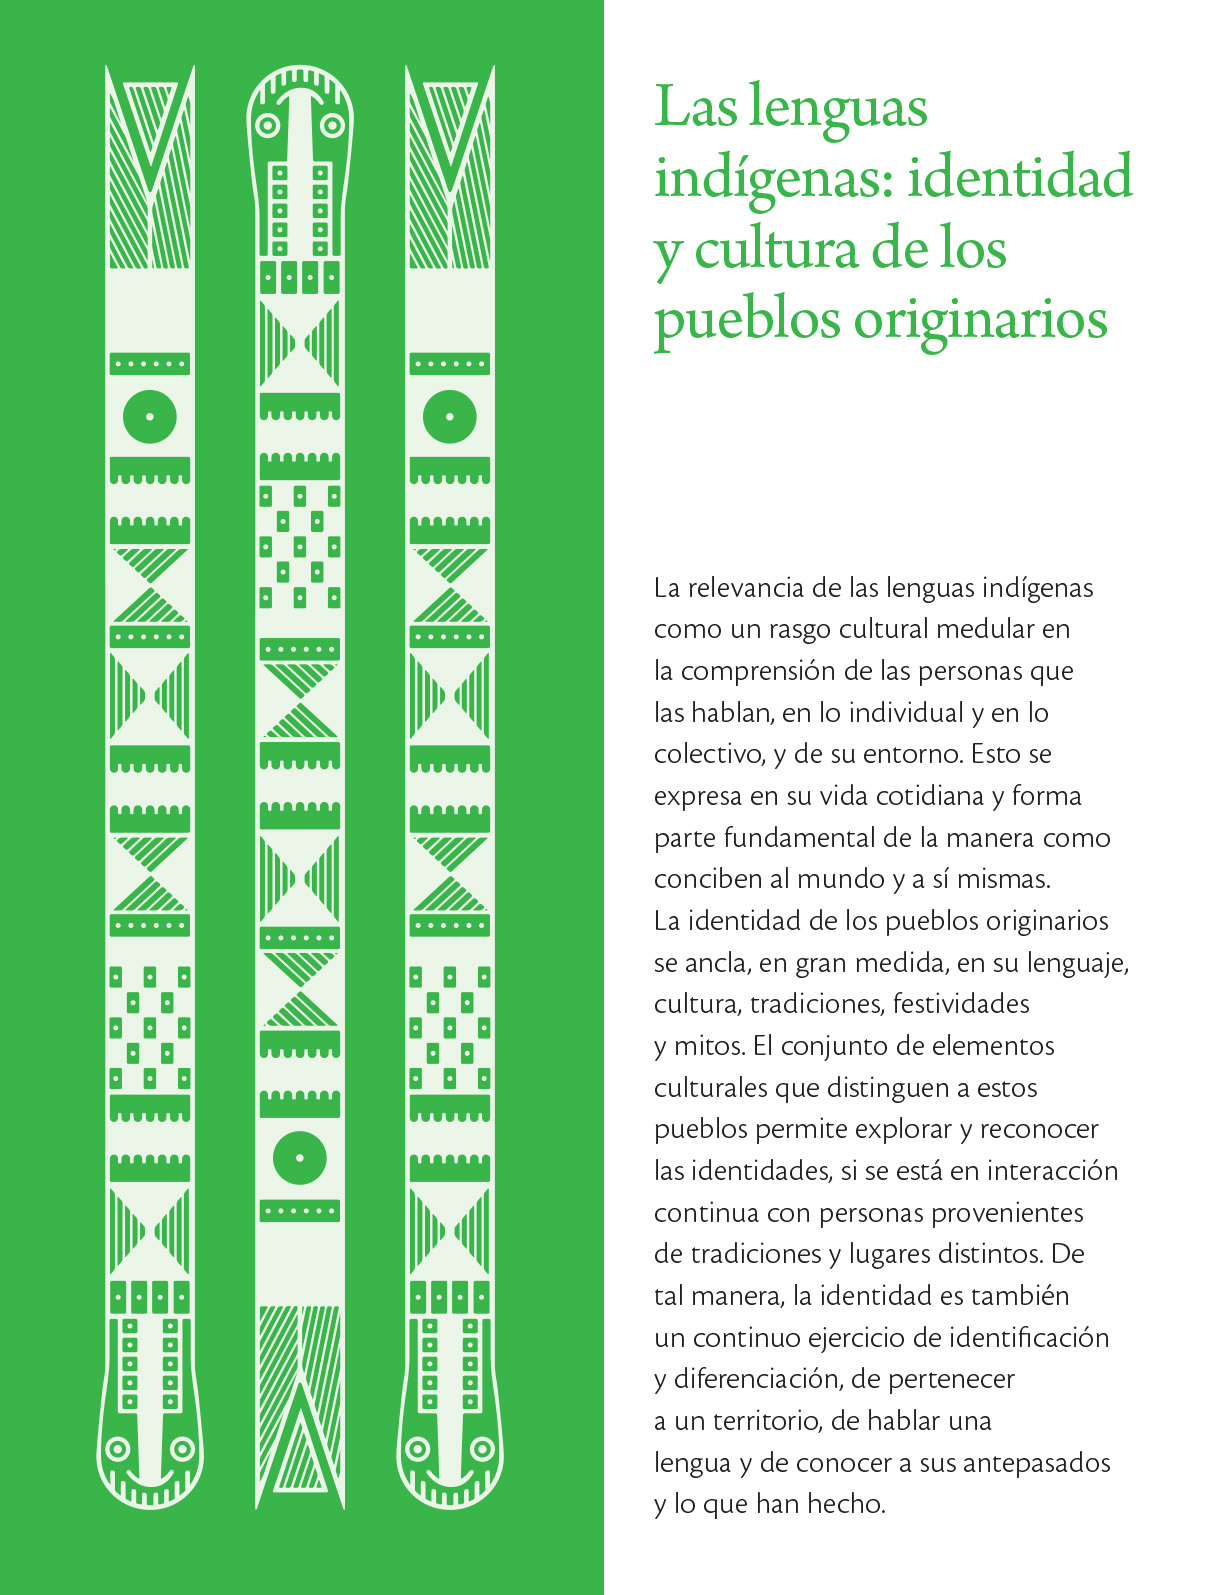 Las lenguas
indígenas: identidad
y cultura de los
pueblos originarios
La relevancia de las lenguas indígenas
como un rasgo cultural medular en
la comprensión de las personas que
las hablan, en lo individual y en lo
colectivo, y de su entorno. Esto se
expresa en su vida cotidiana y forma
parte fundamental de la manera como
conciben al mundo y a sí mismas.
La identidad de los pueblos originarios
se ancla, en gran medida, en su lenguaje,
cultura, tradiciones, festividades
y mitos. El conjunto de elementos
culturales que distinguen a estos
pueblos permite explorar y reconocer
las identidades, si se está en interacción
continua con personas provenientes
de tradiciones y lugares distintos. De
tal manera, la identidad es también
un continuo ejercicio de identificación
y diferenciación, de pertenecer
a un territorio, de hablar una
lengua y de conocer a sus antepasados
y lo que han hecho.